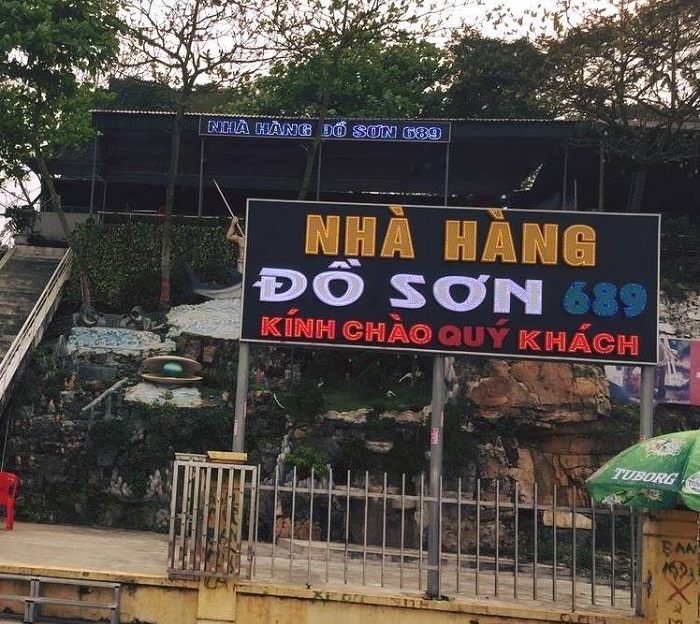 NHÀ HÀNG ĐỒ SƠN 689
NHÀ HÀNG
ĐỒ SƠN 689
KÍNH CHÀO QUÝ KHÁCH
TUBORG